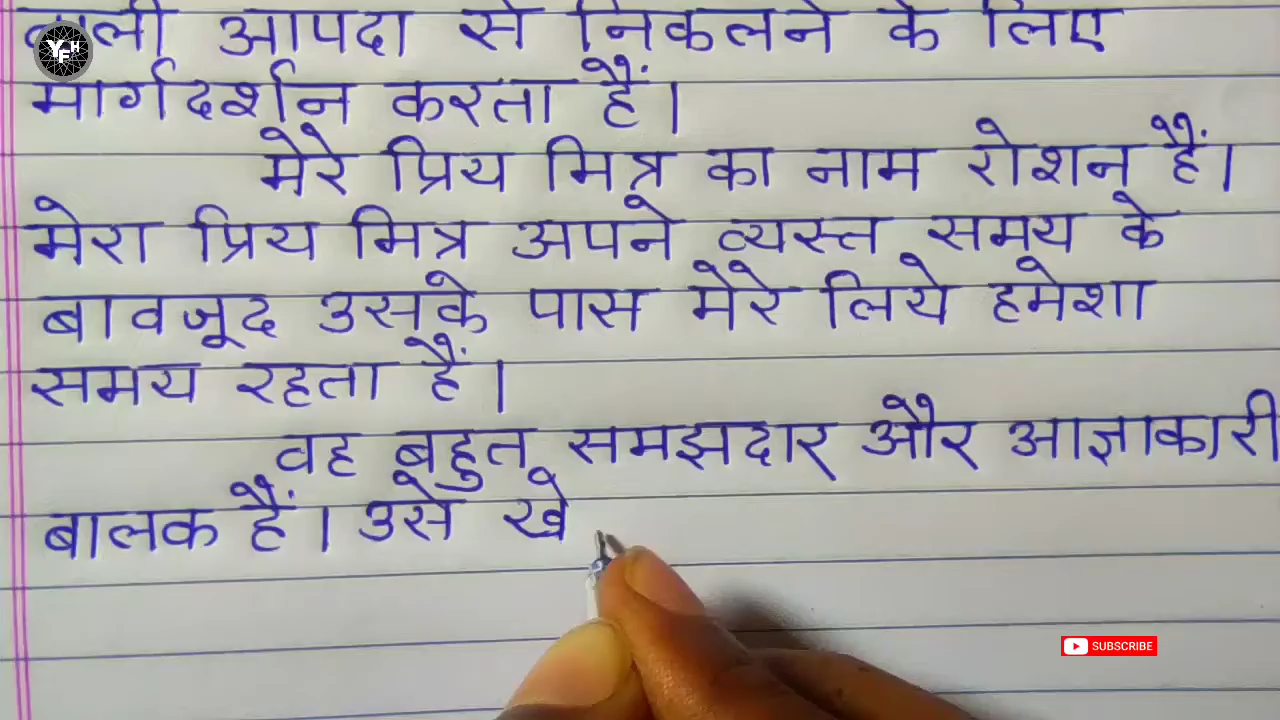 आपदा से निकलने के लिए
मार्गदर्शन करता हैं।
मेरे प्रिय मित्र का नाम रोशन हैं।
मेरा प्रिय मित्र अपने व्यस्त समय के
बावजूद उसके पास मेरे लिये हमेशा
समय रहता हैं।
वह बहुत समझदार और आज्ञाकारी
बालक हैं। उसे खे
YFH
SUBSCRIBE